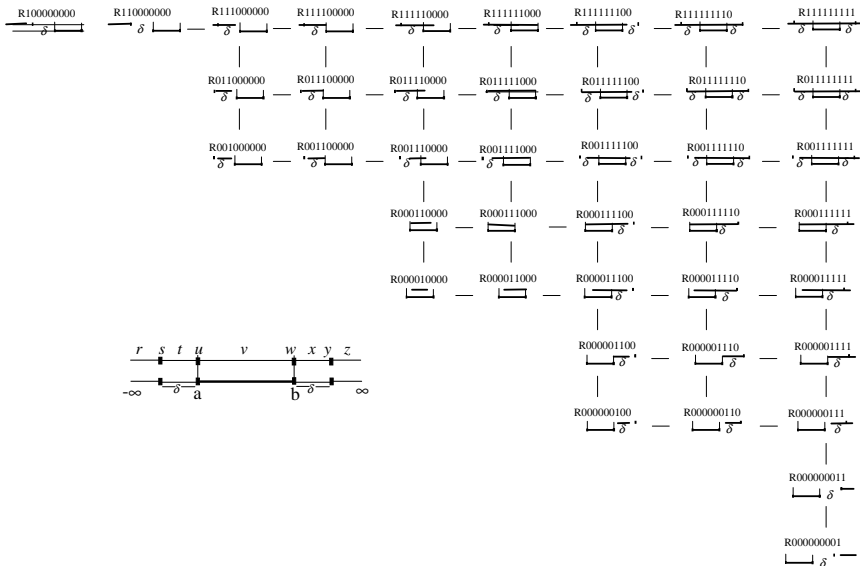 R100000000 R110000000 R111000000 R111100000 R111110000 R111111000 R111111100 R111111110 R111111111
δ δ δ δ δ δ δ δ δ δ
R011000000 R011100000 R011110000 R011111000 R011111100 R011111110 R011111111
δ δ δ δ δ δ δ δ δ δ
R001000000 R001100000 R001110000 R001111000 R001111100 R001111110 R001111111
δ δ δ δ δ δ δ δ δ δ
R000110000 R000111000 R000111100 R000111110 R000111111
δ δ δ
R000010000 R000011000 R000011100 R000011110 R000011111
δ δ δ
r s t u v w x y z
R000001100 R000001110 R000001111
δ δ δ
-∞ δ a b δ ∞
R000000100 R000000110 R000000111
δ δ δ
R000000011
δ
R000000001
δ